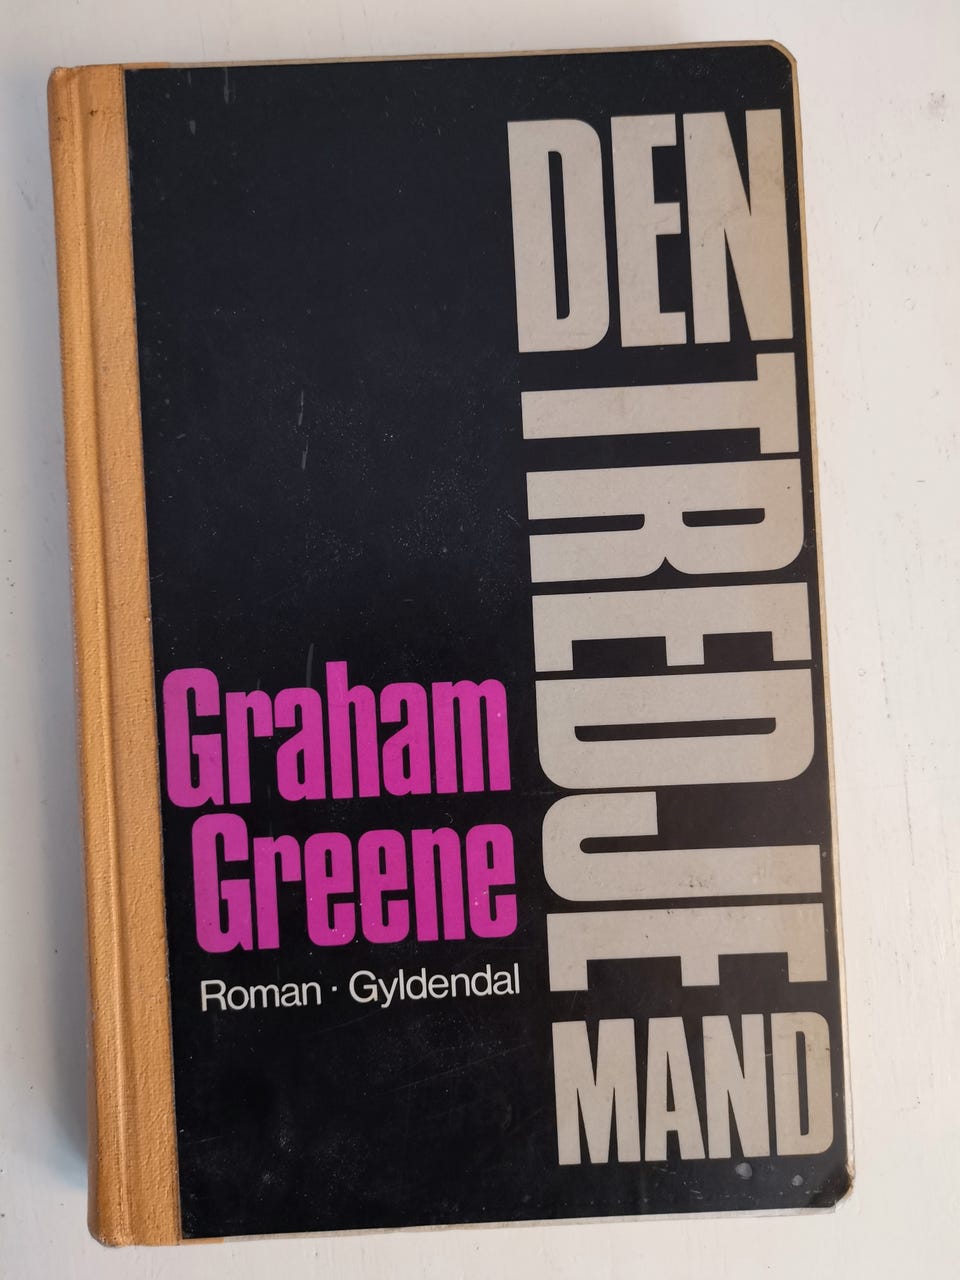 DEN
TREDJE
MAND
Graham
Greene
Roman · Gyldendal